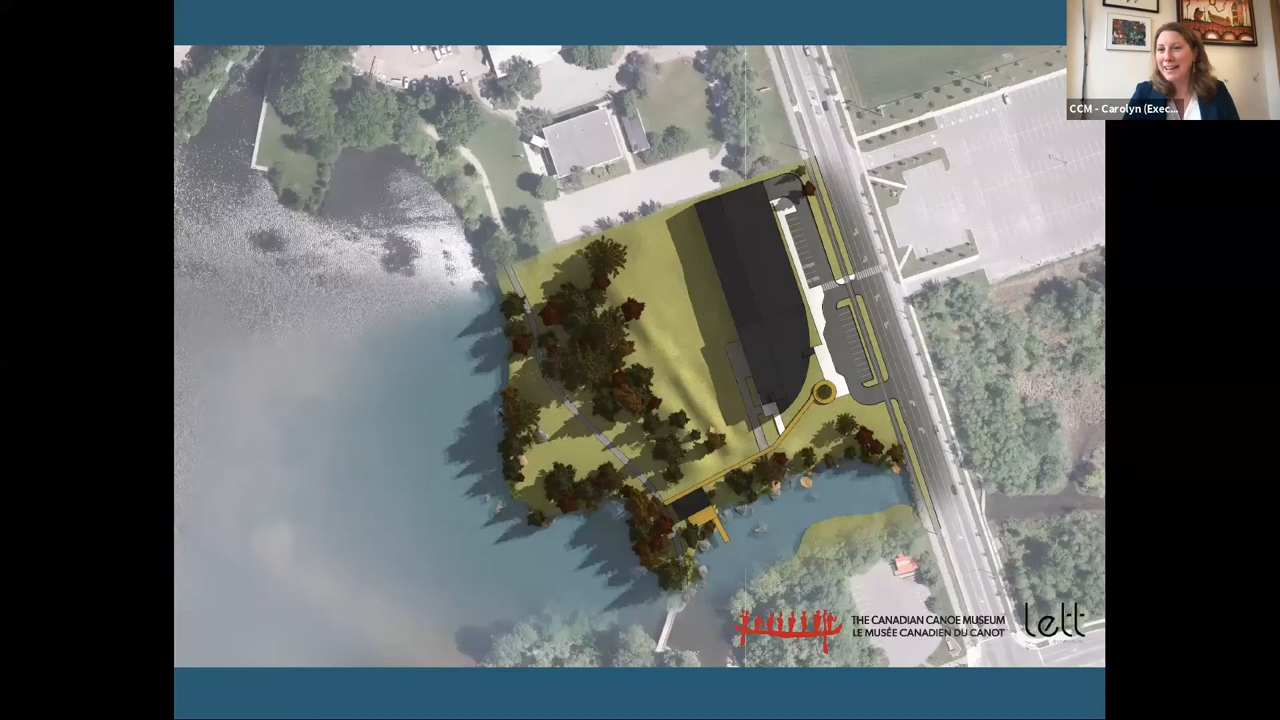 CCM - Carolyn (Exec...
THE CANADIAN CANOE MUSEUM
LE MUSÉE CANADIEN DU CANOT
lett